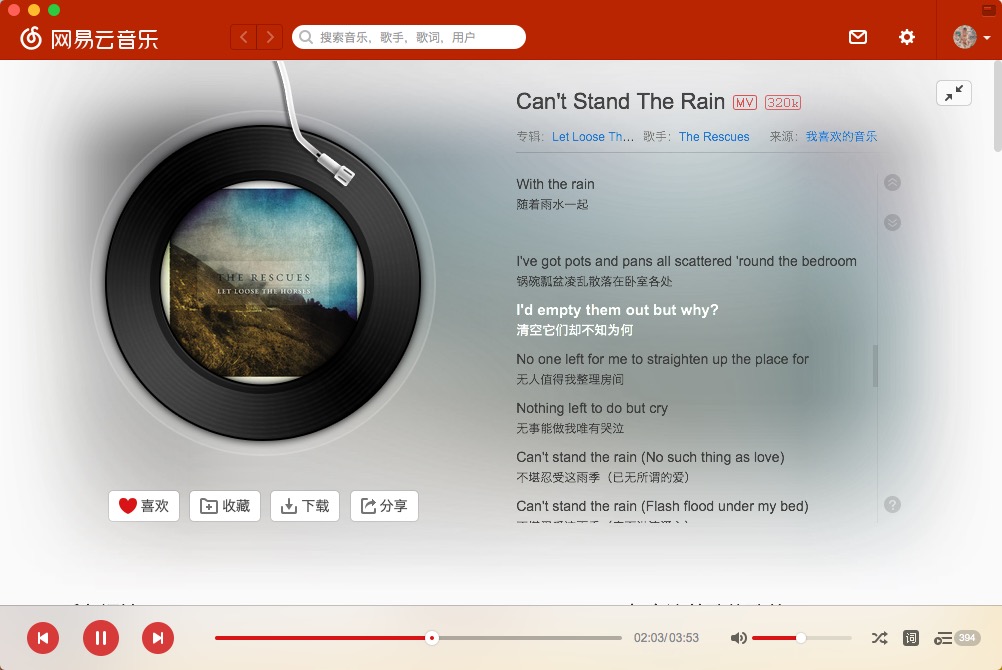 网易云音乐
搜索音乐，歌手，歌词，用户
Can't Stand The Rain MV 320k
专辑： Let Loose Th... 歌手： The Rescues 来源： 我喜欢的音乐
With the rain
随着雨水一起
I've got pots and pans all scattered 'round the bedroom
锅碗瓢盆凌乱散落在卧室各处
I'd empty them out but why?
清空它们却不知为何
No one left for me to straighten up the place for
无人值得我整理房间
Nothing left to do but cry
无事能做我唯有哭泣
Can't stand the rain (No such thing as love)
不堪忍受这雨季（已无所谓的爱）
Can't stand the rain (Flash flood under my bed)
THE RESCUES
LET LOOSE THE HORSES
喜欢 收藏 下载 分享
02:03/03:53
词 394